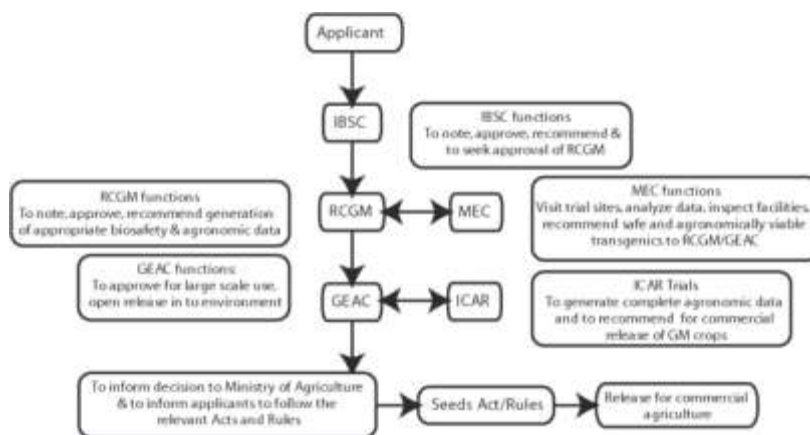 Applicant
IBSC
IBSC functions
To note, approve, recommend &
to seek approval of RCGM
RCGM functions
To note, approve, recommend generation
of appropriate biosafety & agronomic data
RCGM
MEC
MEC functions
Visit trial sites, analyze data, inspect facilities,
recommend safe and agronomically viable
transgenics to RCGM/GEAC
GEAC functions:
To approve for large scale use,
open release in to environment
GEAC
ICAR
ICAR Trials
To generate complete agronomic data
and to recommend for commercial
release of GM crops
To inform decision to Ministry of Agriculture
& to inform applicants to follow the
relevant Acts and Rules
Seeds Act/Rules
Release for commercial
agriculture